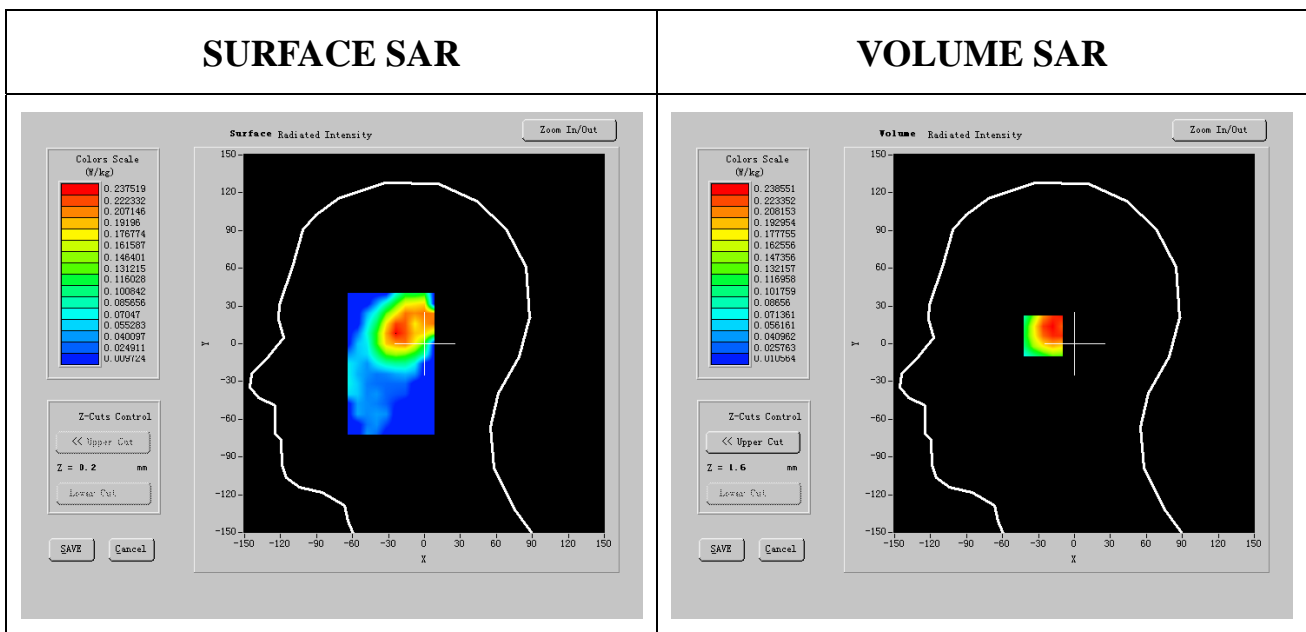 SURFACE SAR
VOLUME SAR
Surface Radiated Intensity
Zoom In/Out
Colors Scale
(W/kg)
0.237519
0.222332
0.207146
0.19196
0.176774
0.161587
0.146401
0.131215
0.116028
0.100842
0.085656
0.07047
0.055283
0.040097
0.024911
0.009724
Z-Cuts Control
<< Upper Cut
Z = 0.2 mm
Lower Cut
SAVE
Cancel
150
120
90
60
30
0
-30
-60
-90
-120
-150
Y
-150 -120 -90 -60 -30 0 30 60 90 120 150
X
Volume Radiated Intensity
Zoom In/Out
Colors Scale
(W/kg)
0.238551
0.223352
0.208153
0.192954
0.177755
0.162556
0.147356
0.132157
0.116958
0.101759
0.08656
0.071361
0.056161
0.040962
0.025763
0.010564
Z-Cuts Control
<< Upper Cut
Z = 1.6 mm
Lower Cut
SAVE
Cancel
150
120
90
60
30
0
-30
-60
-90
-120
-150
Y
-150 -120 -90 -60 -30 0 30 60 90 120 150
X